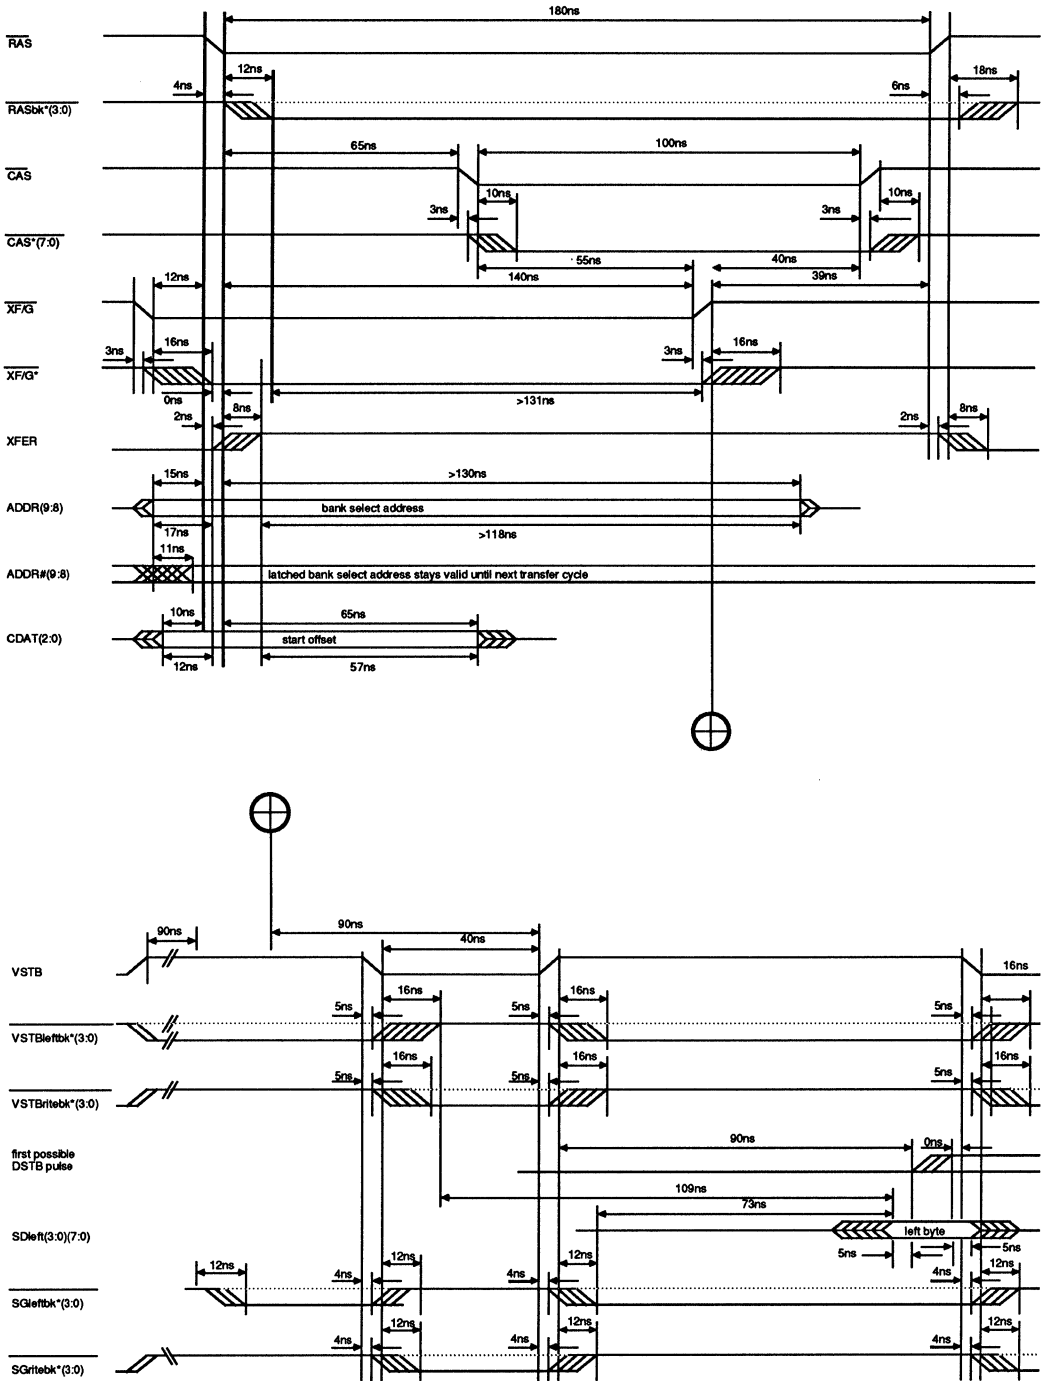 180ns
RAS
12ns
4ns
6ns
18ns
RASbk*(3:0)
65ns
100ns
CAS
10ns
10ns
3ns
3ns
CAS*(7:0)
55ns
40ns
12ns
140ns
39ns
XF/G
16ns
16ns
3ns
3ns
XF/G*
0ns
>131ns
8ns
8ns
2ns
2ns
XFER
15ns
>130ns
ADDR(9:8)
bank select address
17ns
>118ns
11ns
ADDR#(9:8)
latched bank select address stays valid until next transfer cycle
10ns
65ns
CDAT(2:0)
start offset
12ns
57ns
90ns
90ns
40ns
VSTB
16ns
16ns
16ns
5ns
5ns
5ns
VSTBleftbk*(3:0)
16ns
16ns
16ns
5ns
5ns
5ns
VSTBritebk*(3:0)
90ns
0ns
first possible
DSTB pulse
109ns
73ns
SDleft(3:0)(7:0)
left byte
5ns
5ns
12ns
12ns
12ns
12ns
4ns
4ns
4ns
SGleftbk*(3:0)
12ns
12ns
12ns
4ns
4ns
4ns
SGritebk*(3:0)